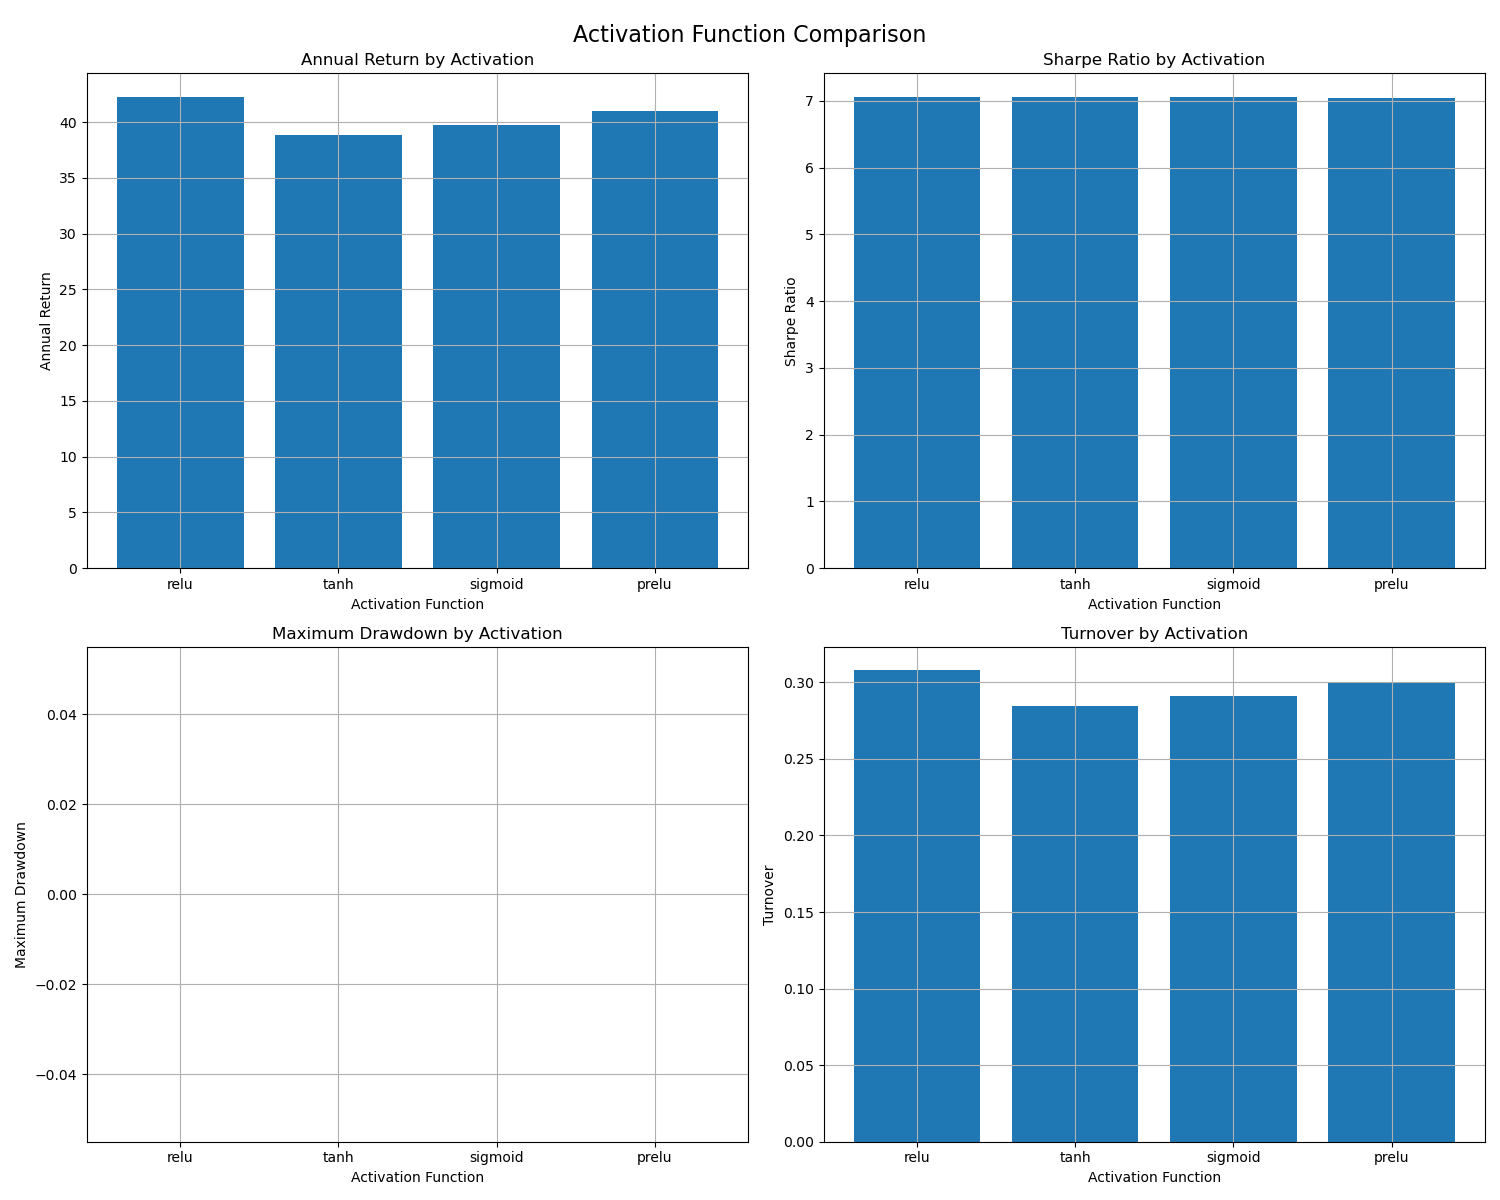 Activation Function Comparison
Annual Return by Activation
Annual Return
40
35
30
25
20
15
10
5
0
relu tanh sigmoid prelu
Activation Function
Sharpe Ratio by Activation
Sharpe Ratio
7
6
5
4
3
2
1
0
relu tanh sigmoid prelu
Activation Function
Maximum Drawdown by Activation
Maximum Drawdown
0.04
0.02
0.00
−0.02
−0.04
relu tanh sigmoid prelu
Activation Function
Turnover by Activation
Turnover
0.30
0.25
0.20
0.15
0.10
0.05
0.00
relu tanh sigmoid prelu
Activation Function